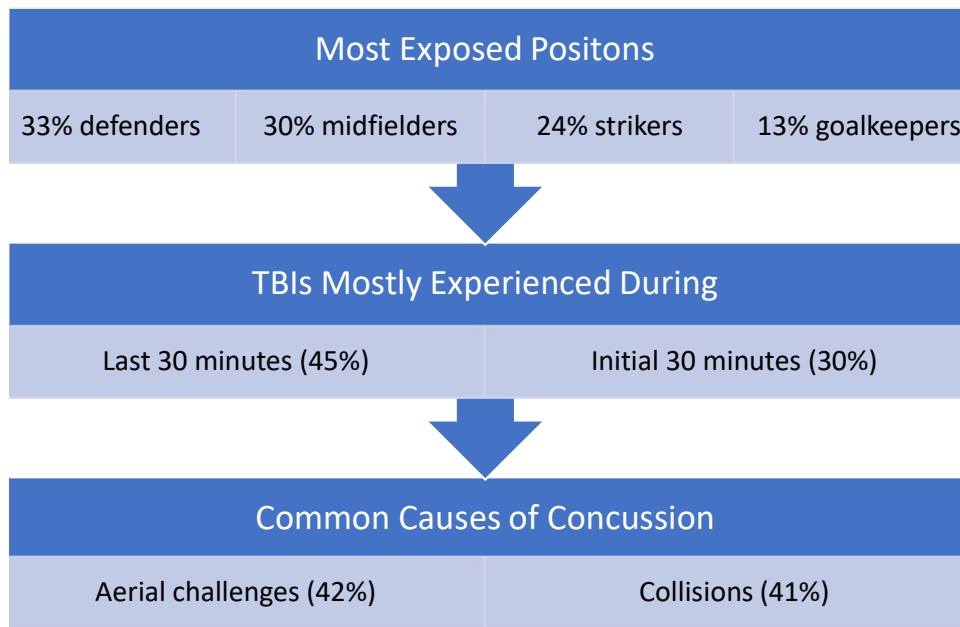 Most Exposed Positons
33% defenders 30% midfielders 24% strikers 13% goalkeepers
TBIs Mostly Experienced During
Last 30 minutes (45%) Initial 30 minutes (30%)
Common Causes of Concussion
Aerial challenges (42%) Collisions (41%)